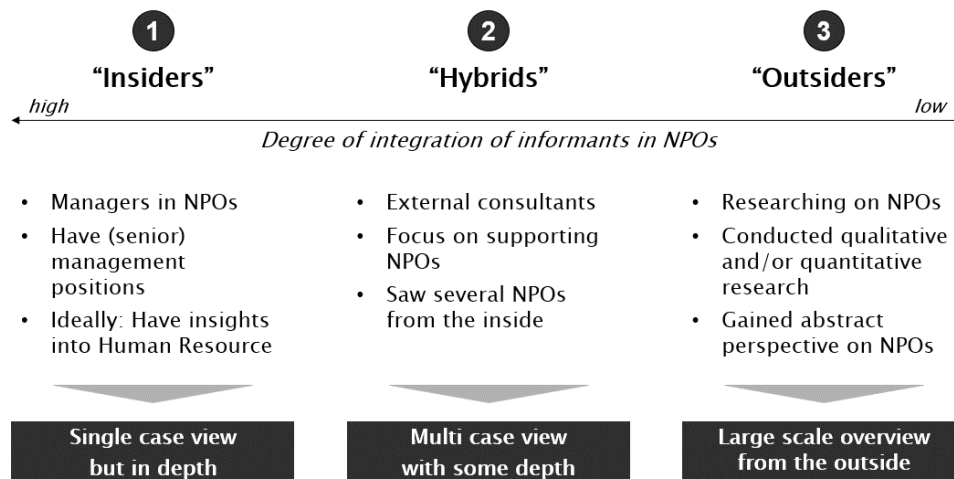 1
2
3
“Insiders”
“Hybrids”
“Outsiders”
high
low
Degree of integration of informants in NPOs
• Managers in NPOs
• Have (senior)
management
positions
• Ideally: Have insights
into Human Resource
• External consultants
• Focus on supporting
NPOs
• Saw several NPOs
from the inside
• Researching on NPOs
• Conducted qualitative
and/or quantitative
research
• Gained abstract
perspective on NPOs
Single case view
but in depth
Multi case view
with some depth
Large scale overview
from the outside